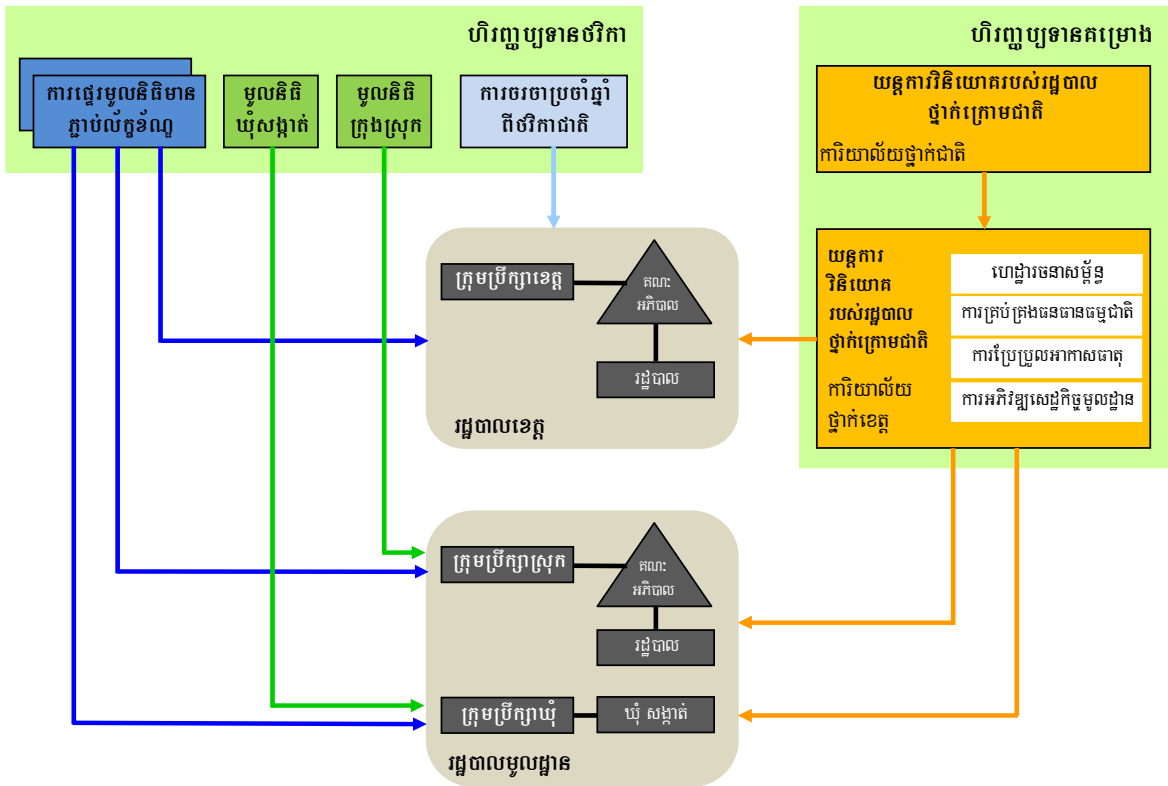 ហិរញ្ញប្បទានថវិកា
ការផ្ទេរមូលនិធិមាន
ភ្ជាប់ល័ក្ខខ័ណ្ឌ
មូលនិធិ
ឃុំសង្កាត់
មូលនិធិ
ក្រុងស្រុក
ការចរចាប្រចាំឆ្នាំ
ពីថវិកាជាតិ
ហិរញ្ញប្បទានគម្រោង
យន្តការវិនិយោគរបស់រដ្ឋបាល
ថ្នាក់ក្រោមជាតិ
ការិយាល័យថ្នាក់ជាតិ
យន្តការ
វិនិយោគ
របស់រដ្ឋបាល
ថ្នាក់ក្រោមជាតិ
ការិយាល័យ
ថ្នាក់ខេត្ត
ហេដ្ឋារចនាសម្ព័ន្ធ
ការគ្រប់គ្រងធនធានធម្មជាតិ
ការប្រែប្រួលអាកាសធាតុ
ការអភិវឌ្ឍសេដ្ឋកិច្ចមូលដ្ឋាន
ក្រុមប្រឹក្សាខេត្ត
គណៈ
អភិបាល
រដ្ឋបាល
រដ្ឋបាលខេត្ត
ក្រុមប្រឹក្សាស្រុក
គណៈ
អភិបាល
រដ្ឋបាល
ក្រុមប្រឹក្សាឃុំ
ឃុំ សង្កាត់
រដ្ឋបាលមូលដ្ឋាន